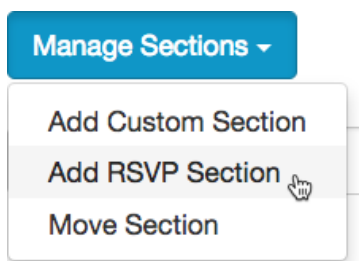 Manage Sections
Add Custom Section
Add RSVP Section
Move Section